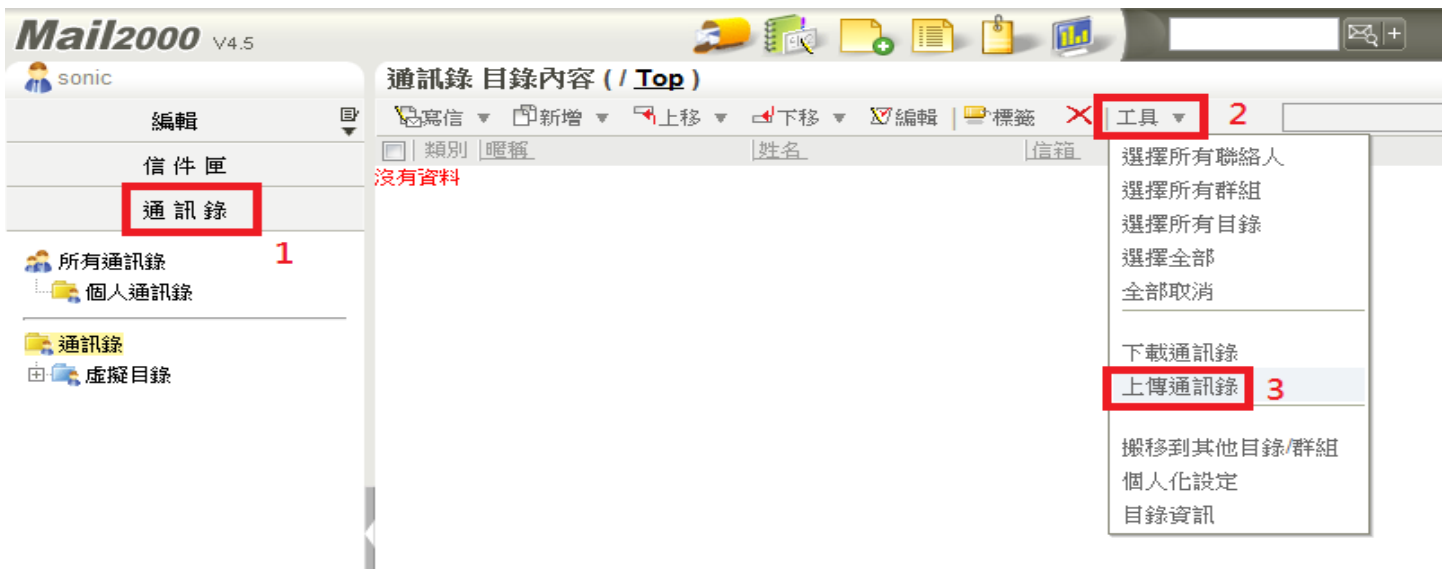 Mail2000 V4.5
sonic
通訊錄 目錄內容 ( / Top )
編輯
寫信 新增 上移 下移 編輯 標籤 工具 2
類別 暱稱 姓名 信箱
沒有資料
信 件 匣
通 訊 錄
1
所有通訊錄
個人通訊錄
通訊錄
虛擬目錄
選擇所有聯絡人
選擇所有群組
選擇所有目錄
選擇全部
全部取消
下載通訊錄
上傳通訊錄 3
搬移到其他目錄/群組
個人化設定
目錄資訊